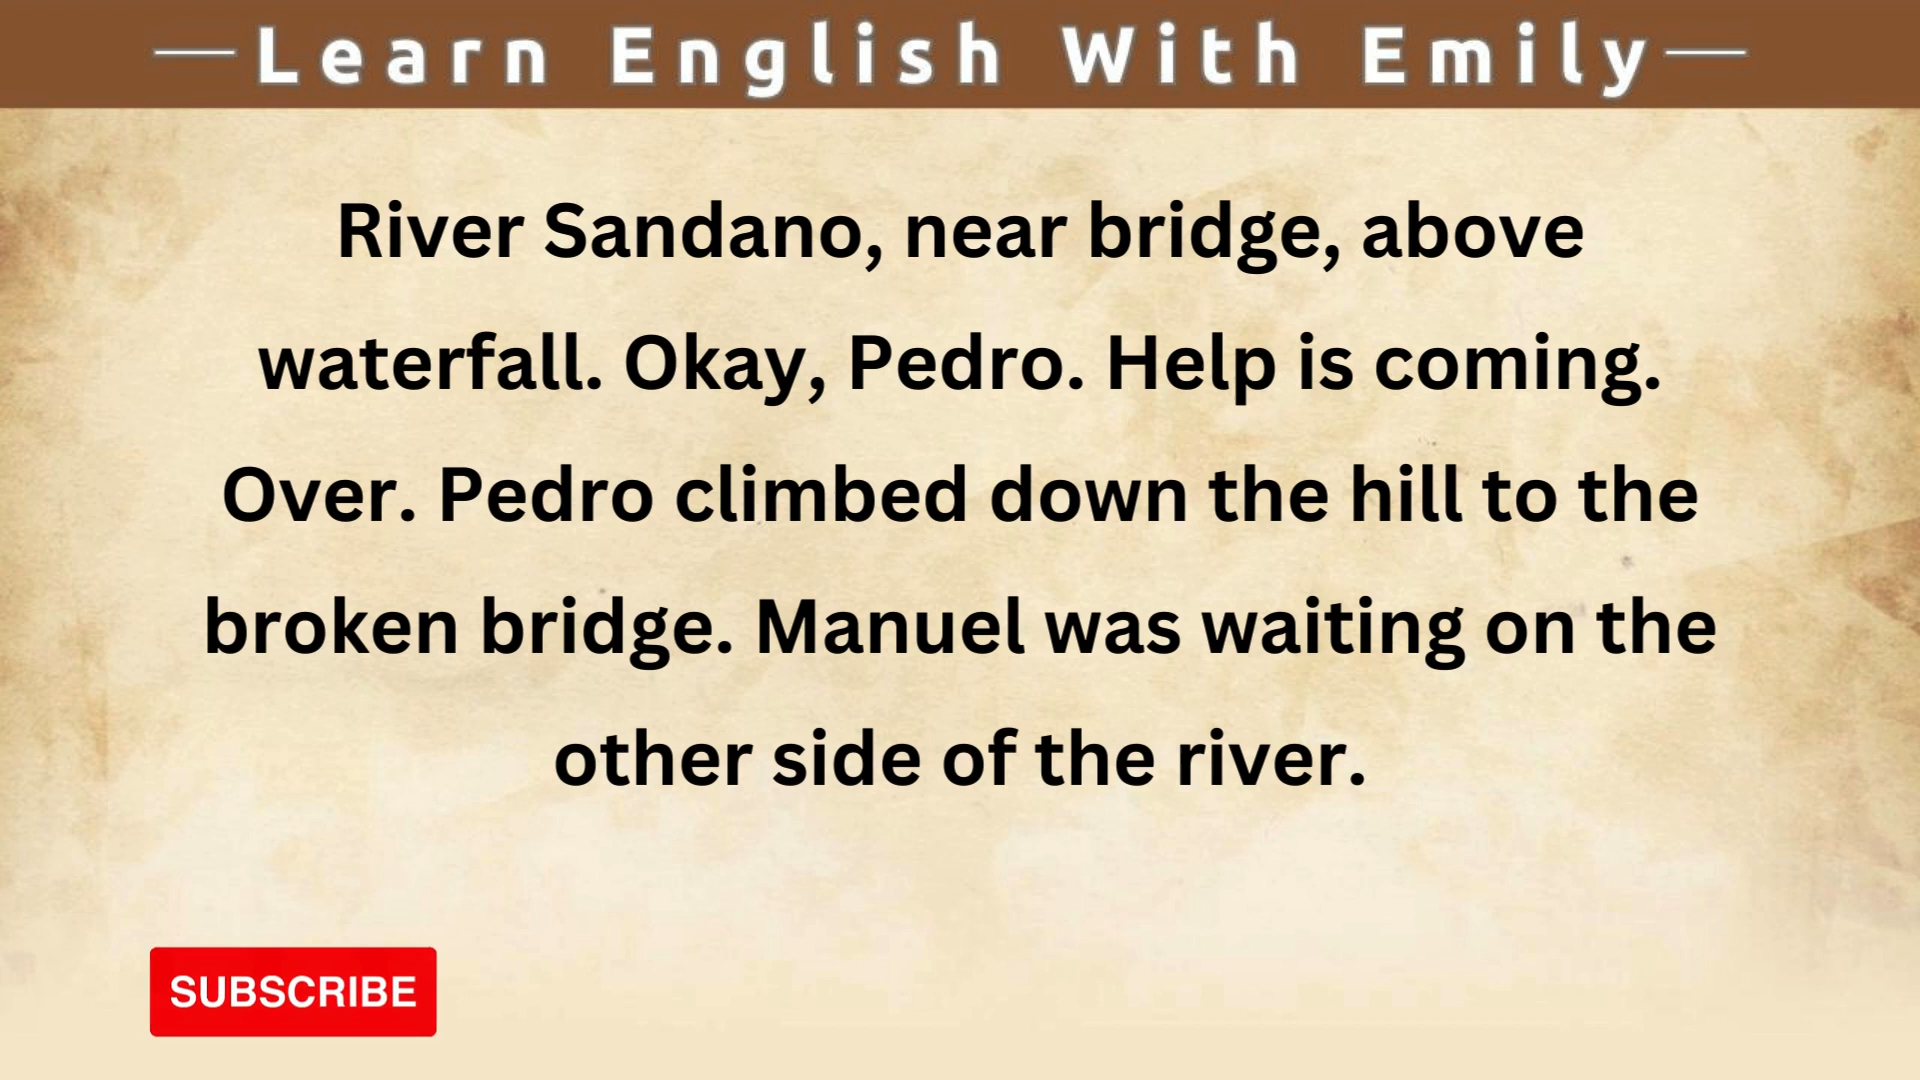 Learn English With Emily
River Sandano, near bridge, above
waterfall. Okay, Pedro. Help is coming.
Over. Pedro climbed down the hill to the
broken bridge. Manuel was waiting on the
other side of the river.
SUBSCRIBE